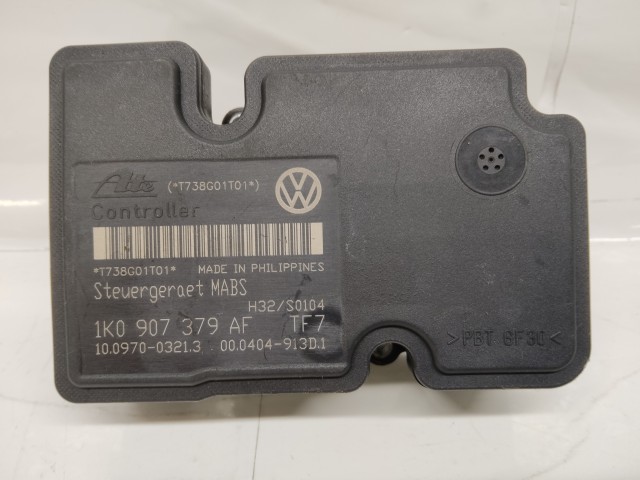 Ate (*T738G01T01*)
Controller
*T738G01T01* MADE IN PHILIPPINES
Steuergeraet MABS
H32/S0104
1K0 907 379 AF TF7
10.0970-0321.3 00.0404-913D.1
>PBT GF30<